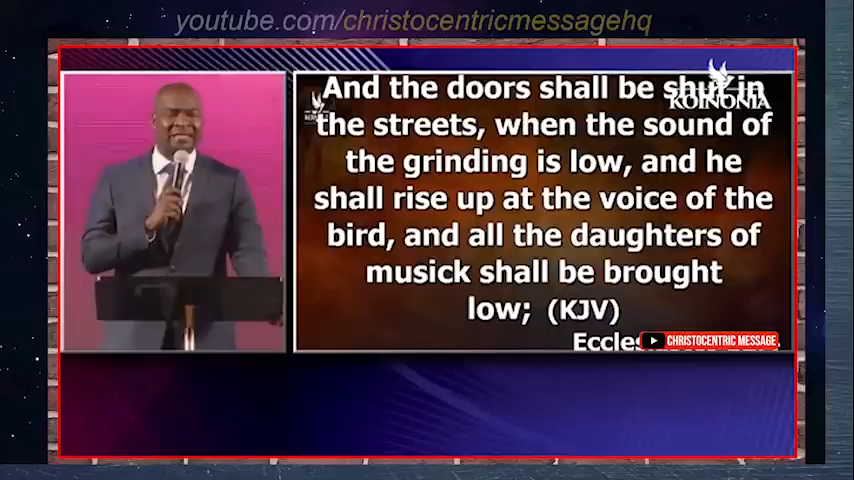 youtube.com/christocentricmessagehq
And the doors shall be shut in
KOINONIA
the streets, when the sound of
the grinding is low, and he
shall rise up at the voice of the
bird, and all the daughters of
musick shall be brought
low; (KJV)
CHRISTOCENTRIC MESSAGE